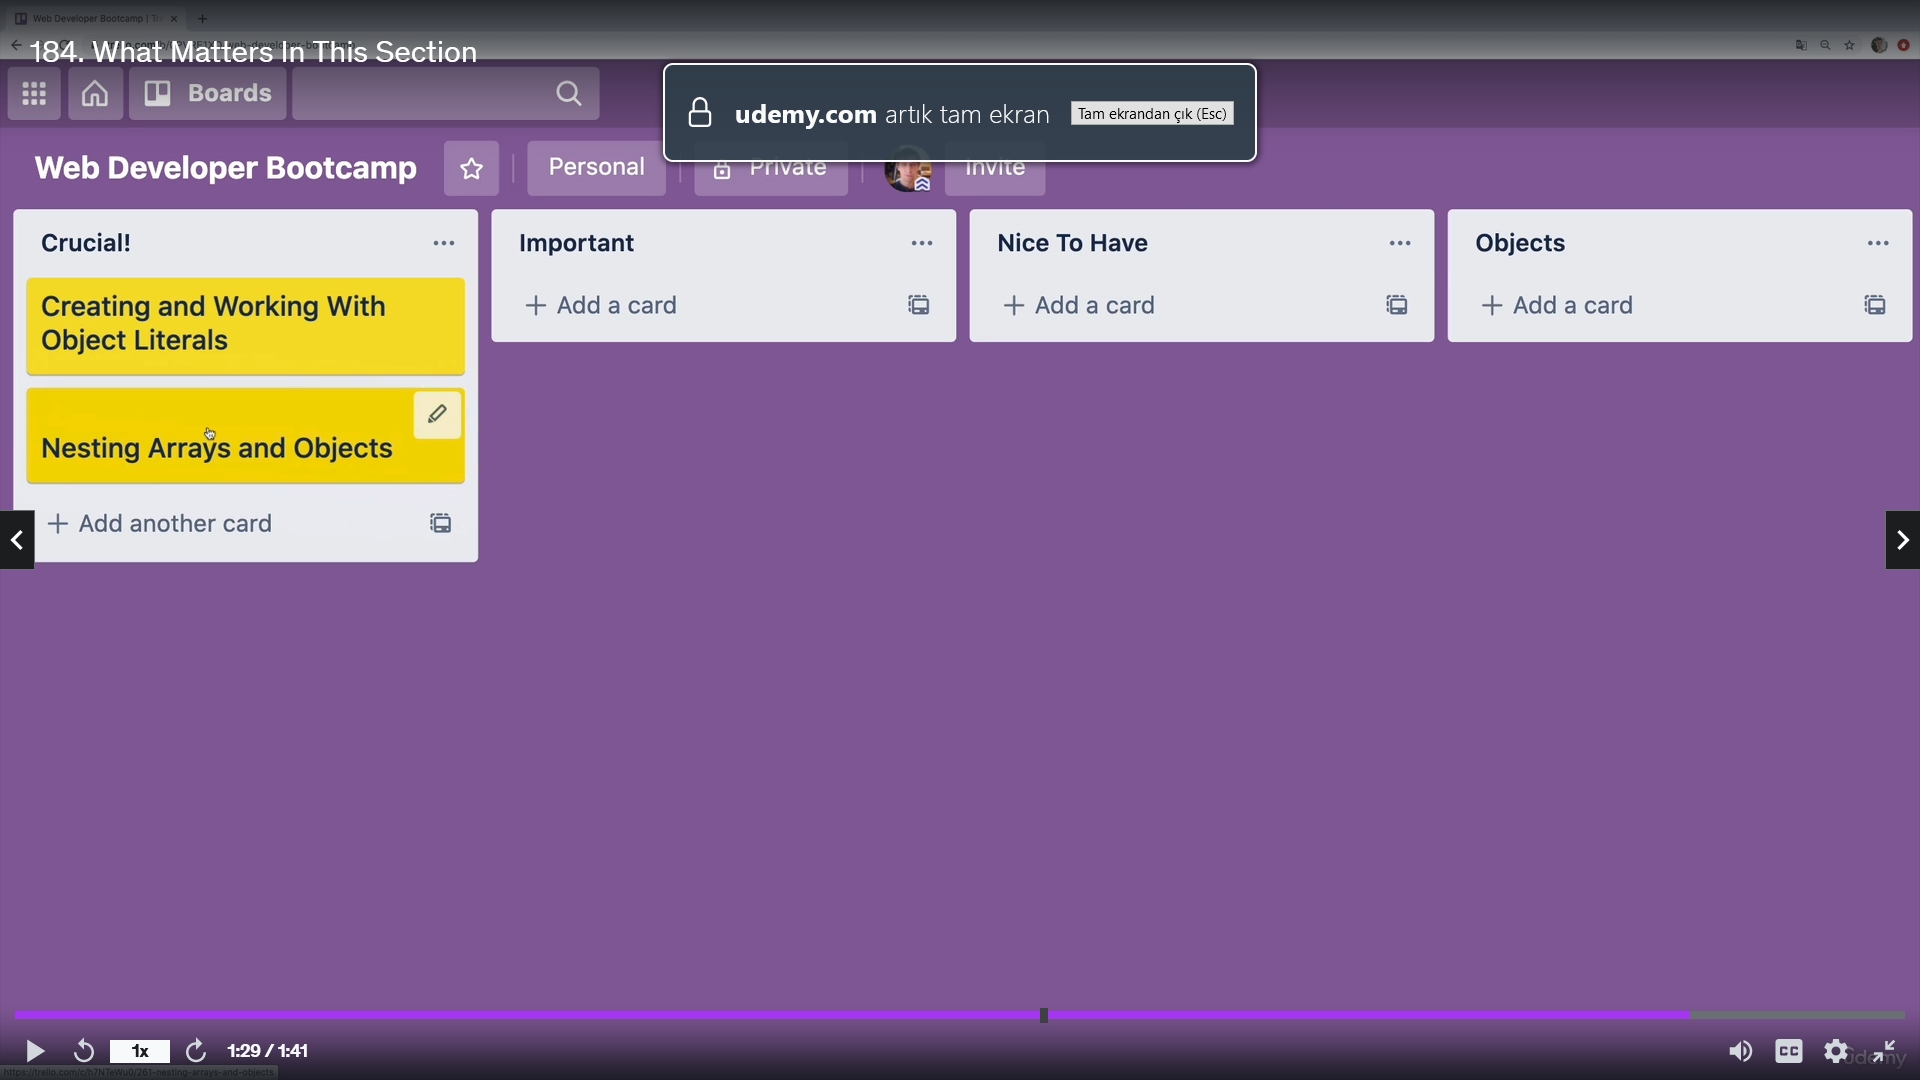 Web Developer Bootcamp | Tr
184. What Matters In This Section
Boards
udemy.com artık tam ekran
Tam ekrandan çık (Esc)
Web Developer Bootcamp
Personal
Private
Invite
Crucial!
Creating and Working With
Object Literals
Nesting Arrays and Objects
Add another card
Important
Add a card
Nice To Have
Add a card
Objects
Add a card
1x
1:29 / 1:41
CC
udemy
https://trello.com/c/h7NTeWu0/261-nesting-arrays-and-objects